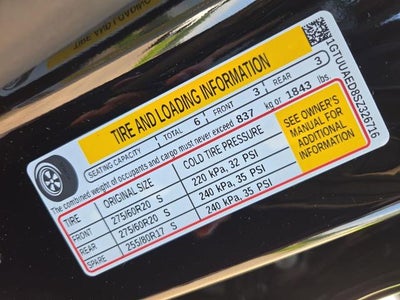 TIRE AND LOADING INFORMATION
SEATING CAPACITY TOTAL 6 FRONT 3 REAR 3
The combined weight of occupants and cargo must never exceed 837 kg or 1843 lbs.
TIRE ORIGINAL SIZE COLD TIRE PRESSURE
FRONT 275/60R20 S 220 kPa, 32 PSI
REAR 275/60R20 S 240 kPa, 35 PSI
SPARE 255/80R17 S 240 kPa, 35 PSI
SEE OWNER'S
MANUAL FOR
ADDITIONAL
INFORMATION
1GTUUAED8SZ326716